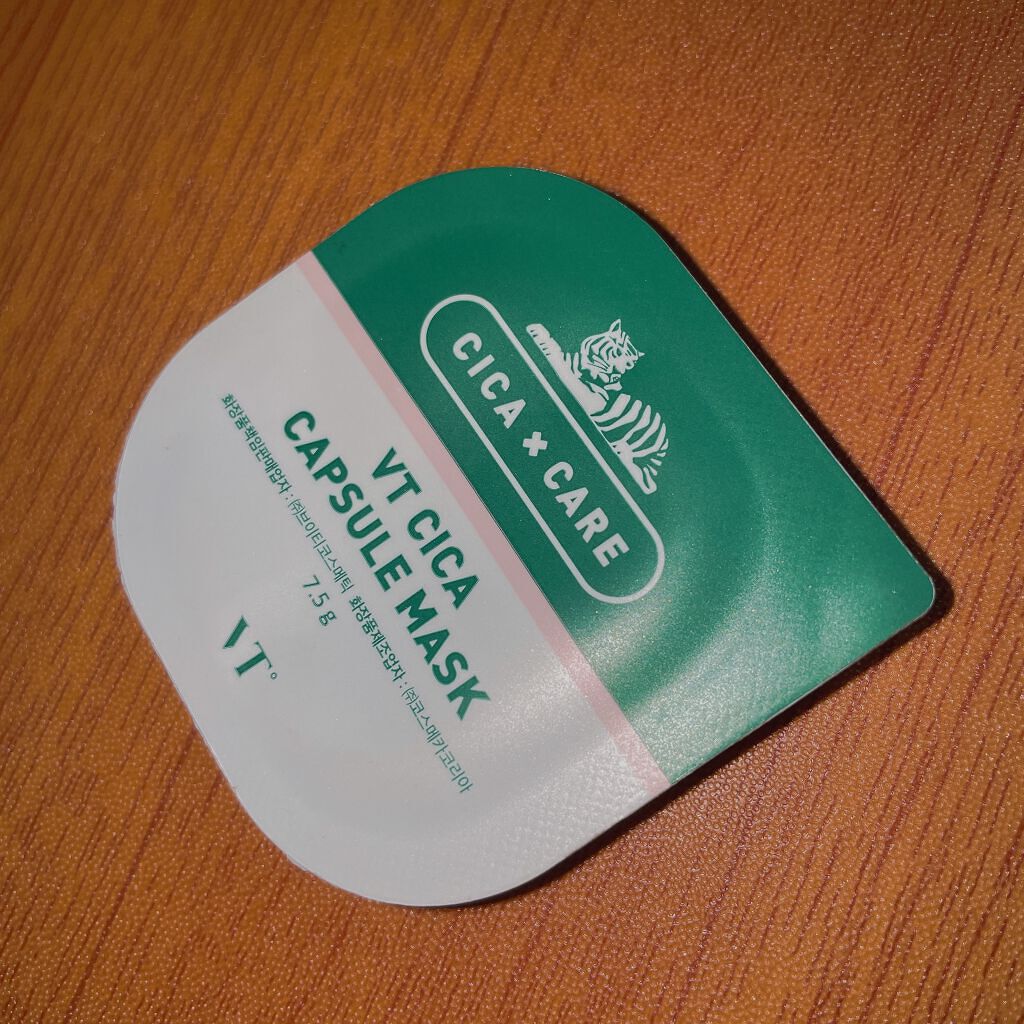 CICA × CARE
VT CICA
CAPSULE MASK
화장품책임판매업자 : ㈜브이티코스메틱 화장품제조업자 : ㈜코스메카코리아
7.5 g
VT